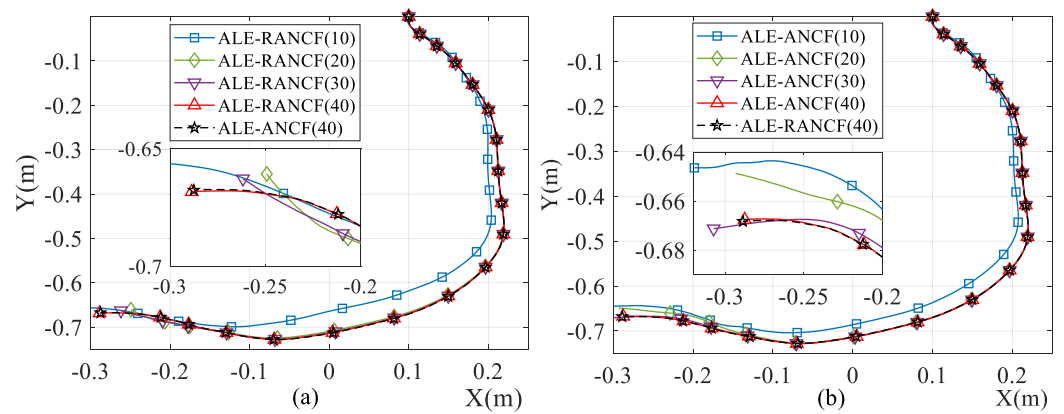 ALE-RANCF(10)
ALE-RANCF(20)
ALE-RANCF(30)
ALE-RANCF(40)
ALE-ANCF(40)
-0.1
-0.2
-0.3
-0.4
-0.5
-0.6
-0.7
Y(m)
-0.65
-0.7
-0.3 -0.25 -0.2
-0.3 -0.2 -0.1 0 0.1 0.2
X(m)
(a)
ALE-ANCF(10)
ALE-ANCF(20)
ALE-ANCF(30)
ALE-ANCF(40)
ALE-RANCF(40)
-0.1
-0.2
-0.3
-0.4
-0.5
-0.6
-0.7
Y(m)
-0.64
-0.66
-0.68
-0.3 -0.25 -0.2
-0.3 -0.2 -0.1 0 0.1 0.2
X(m)
(b)